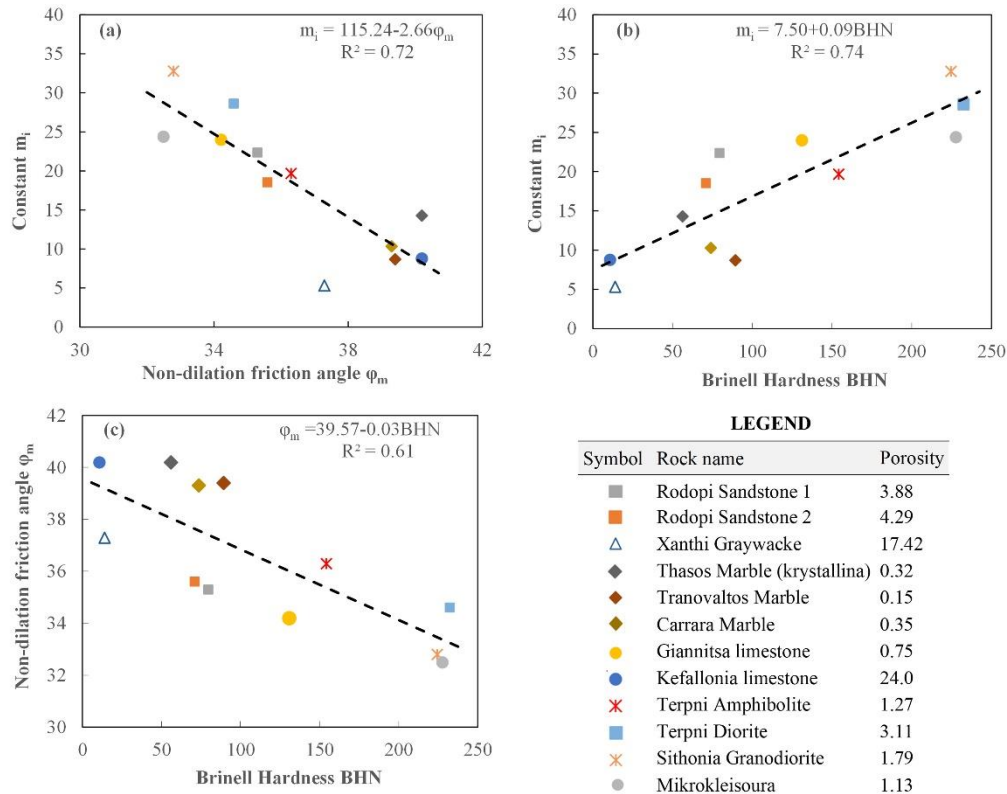 (a)
m_i = 115.24-2.66φ_m
R² = 0.72
Constant m_i
40
35
30
25
20
15
10
5
0
30 34 38 42
Non-dilation friction angle φ_m
(b)
m_i = 7.50+0.09BHN
R² = 0.74
Constant m_i
40
35
30
25
20
15
10
5
0
0 50 100 150 200 250
Brinell Hardness BHN
(c)
φ_m =39.57-0.03BHN
R² = 0.61
Non-dilation friction angle φ_m
42
40
38
36
34
32
30
0 50 100 150 200 250
Brinell Hardness BHN
LEGEND
Symbol Rock name Porosity
Rodopi Sandstone 1 3.88
Rodopi Sandstone 2 4.29
Xanthi Graywacke 17.42
Thasos Marble (krystallina) 0.32
Tranovaltos Marble 0.15
Carrara Marble 0.35
Giannitsa limestone 0.75
Kefallonia limestone 24.0
Terpni Amphibolite 1.27
Terpni Diorite 3.11
Sithonia Granodiorite 1.79
Mikrokleisoura 1.13